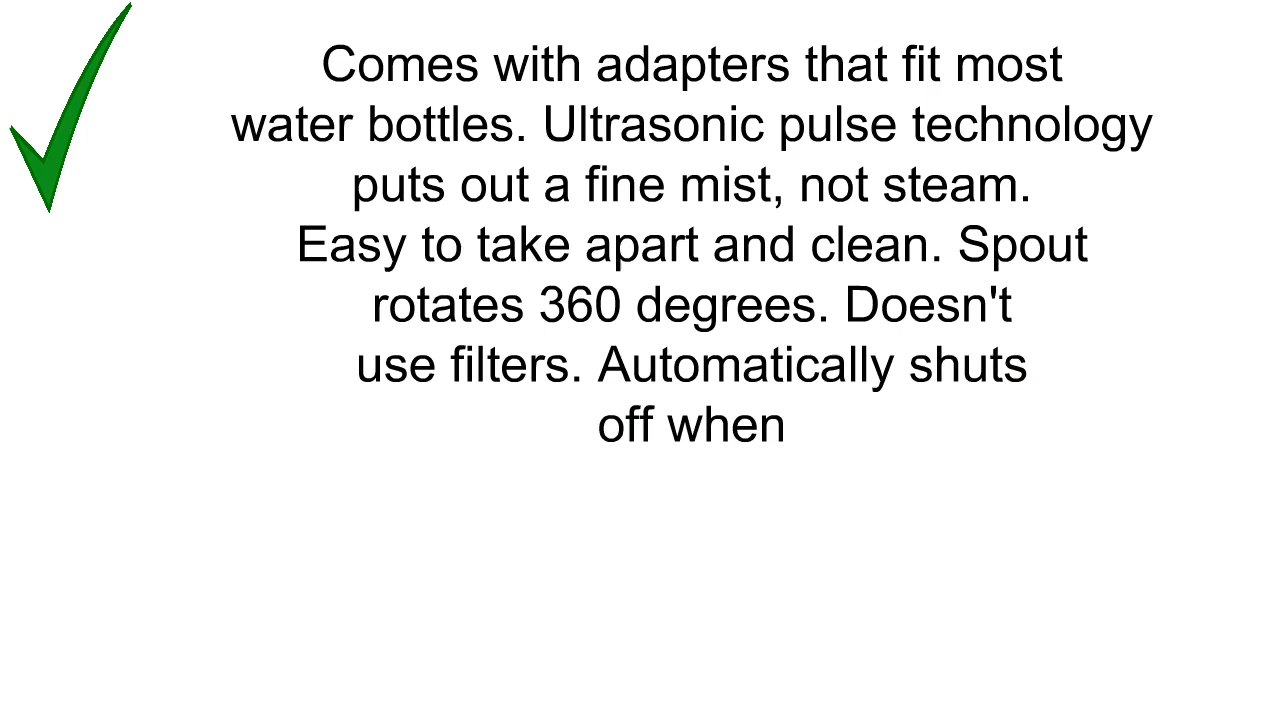 Comes with adapters that fit most
water bottles. Ultrasonic pulse technology
puts out a fine mist, not steam.
Easy to take apart and clean. Spout
rotates 360 degrees. Doesn't
use filters. Automatically shuts
off when